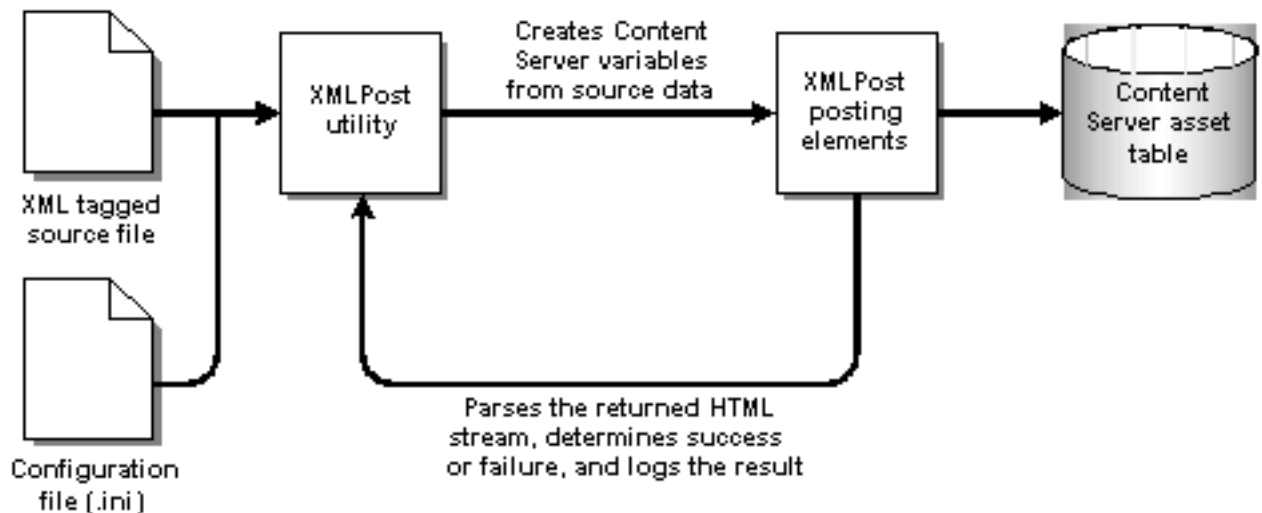 XMLPost
utility
Creates Content
Server variables
from source data
XMLPost
posting
elements
Content
Server asset
table
XML tagged
source file
Configuration
file (.ini)
Parses the returned HTML
stream, determines success
or failure, and logs the result